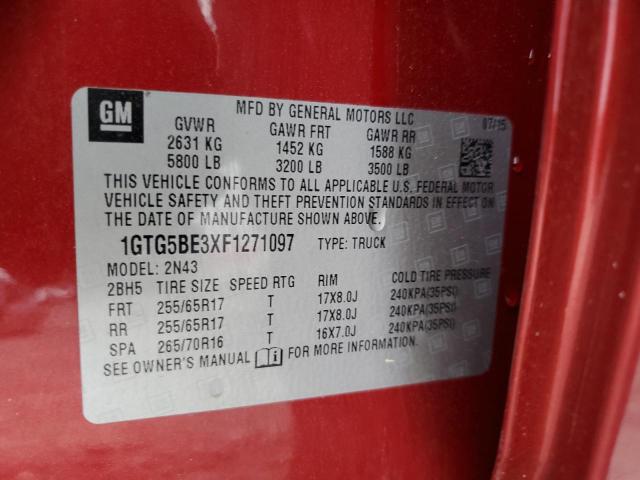 GM
MFD BY GENERAL MOTORS LLC 07/15
GVWR GAWR FRT GAWR RR
2631 KG 1452 KG 1588 KG
5800 LB 3200 LB 3500 LB
THIS VEHICLE CONFORMS TO ALL APPLICABLE U.S. FEDERAL MOTOR
VEHICLE SAFETY AND THEFT PREVENTION STANDARDS IN EFFECT ON
THE DATE OF MANUFACTURE SHOWN ABOVE.
1GTG5BE3XF1271097 TYPE: TRUCK
MODEL: 2N43
2BH5 TIRE SIZE SPEED RTG RIM COLD TIRE PRESSURE
FRT 255/65R17 T 17X8.0J 240KPA(35PSI)
RR 255/65R17 T 17X8.0J 240KPA(35PSI)
SPA 265/70R16 T 16X7.0J 240KPA(35PSI)
SEE OWNER'S MANUAL FOR MORE INFORMATION.